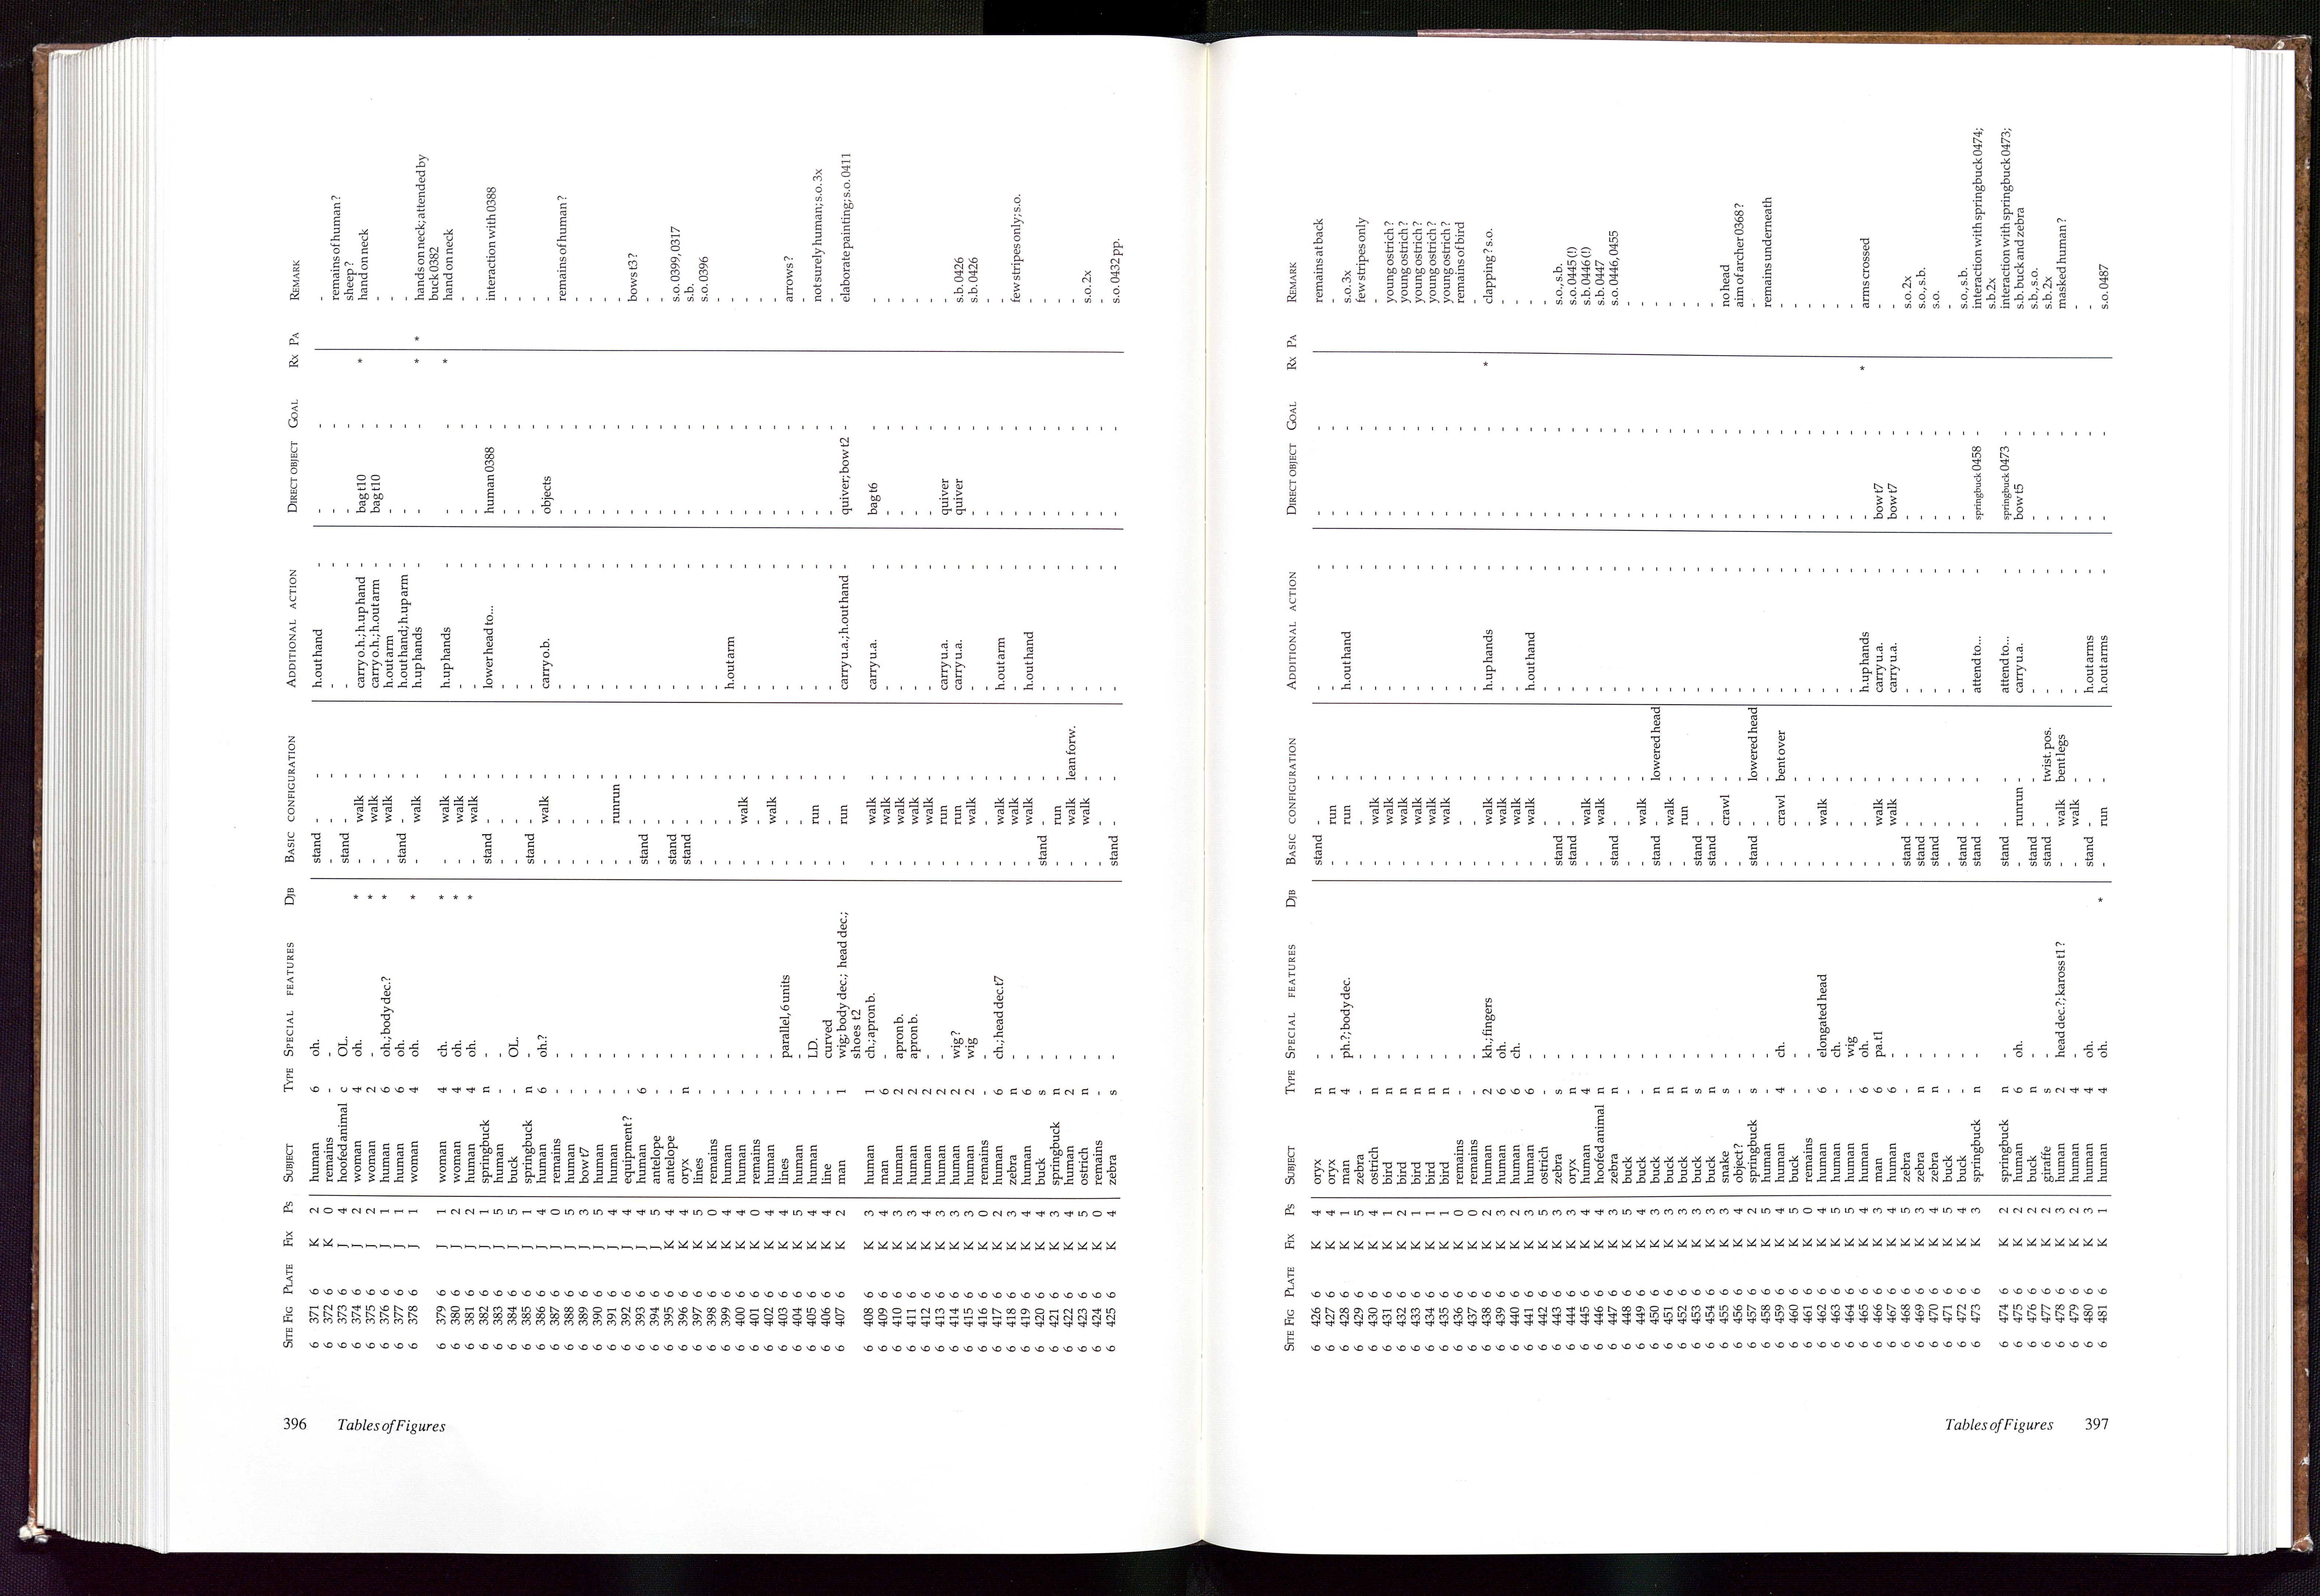 396 Tables of Figures
SITE FIG PLATE FIX PS SUBJECT TYPE SPECIAL FEATURES DJB BASIC CONFIGURATION ADDITIONAL ACTION DIRECT OBJECT GOAL RX PA REMARK
6 371 6 K 2 human 6 oh. stand - - h.out hand - - - -
6 372 6 K 0 remains - - - - - - - - - remains of human ?
6 373 6 J 4 hoofed animal c OL. stand - - - - - - sheep ?
6 374 6 J 2 woman 4 oh. * - walk - carry o.h.; h.up hand - bag t10 - * hand on neck
6 375 6 J 2 woman 2 - * - walk - carry o.h.; h.out arm - bag t10 - -
6 376 6 J 1 human 6 oh.; body dec.? * - walk - h.out arm - - - -
6 377 6 J 1 human 6 oh. stand - - h.out hand; h.up arm - - - -
6 378 6 J 1 woman 4 oh. * - walk - h.up hands - - - * * hands on neck; attended by
buck 0382
6 379 6 J 1 woman 4 ch. * - walk - h.up hands - - - * hand on neck
6 380 6 J 2 woman 4 oh. * - walk - - - - - -
6 381 6 J 2 human 4 oh. * - walk - - - - - -
6 382 6 J 1 springbuck n - stand - - lower head to... - human 0388 - interaction with 0388
6 383 6 J 5 human - - - - - - - - - -
6 384 6 J 5 buck - OL. - - - - - - - -
6 385 6 J 1 springbuck n - stand - - - - - - -
6 386 6 J 4 human 6 oh.? - walk - carry o.b. - objects - -
6 387 6 J 0 remains - - - - - - - - - remains of human ?
6 388 6 J 5 human - - - - - - - - - -
6 389 6 J 3 bow t7 - - - - - - - - - -
6 390 6 J 5 human - - - - - - - - - -
6 391 6 J 4 human - - - runrun - - - - - -
6 392 6 J 4 equipment ? - - - - - - - - - bows t3 ?
6 393 6 J 4 human 6 - stand - - - - - - -
6 394 6 J 5 antelope - - - - - - - - - -
6 395 6 K 4 antelope - - stand - - - - - - s.o. 0399, 0317
6 396 6 K 4 oryx n - stand - - - - - - s.b.
6 397 6 K 5 lines - - - - - - - - - s.o. 0396
6 398 6 K 0 remains - - - - - - - - - -
6 399 6 K 4 human - - - - - h.out arm - - - -
6 400 6 K 4 human - - - walk - - - - - -
6 401 6 K 0 remains - - - - - - - - - -
6 402 6 K 4 human - - - walk - - - - - -
6 403 6 K 4 lines - parallel, 6 units - - - - - - - arrows ?
6 404 6 K 5 human - - - - - - - - - -
6 405 6 K 4 human - I.D. - run - - - - - not surely human; s.o. 3x
6 406 6 K 4 line - curved - - - - - - - -
6 407 6 K 2 man 1 wig; body dec.; head dec.; - run - carry u.a.; h.out hand - quiver; bow t2 - elaborate painting; s.o. 0411
shoes t2
6 408 6 K 3 human 1 ch.; apron b. - walk - carry u.a. - bag t6 - -
6 409 6 K 4 man 6 - - walk - - - - - -
6 410 6 K 3 human 2 apron b. - walk - - - - - -
6 411 6 K 3 human 2 apron b. - walk - - - - - -
6 412 6 K 4 human 2 - - walk - - - - - -
6 413 6 K 3 human 2 - - run - carry u.a. - quiver - -
6 414 6 K 3 human 2 wig ? - run - carry u.a. - quiver - s.b. 0426
6 415 6 K 3 human 2 wig - walk - - - - - s.b. 0426
6 416 6 K 0 remains - - - - - - - - - -
6 417 6 K 2 human 6 ch.; head dec. t7 - walk - h.out arm - - - -
6 418 6 K 3 zebra n - - walk - - - - - few stripes only; s.o.
6 419 6 K 4 human 6 - - walk - h.out hand - - - -
6 420 6 K 4 buck s - stand - - - - - - -
6 421 6 K 3 springbuck n - - run - - - - - -
6 422 6 K 4 human 2 - - walk lean forw. - - - - -
6 423 6 K 5 ostrich n - - walk - - - - - s.o. 2x
6 424 6 K 0 remains - - - - - - - - - -
6 425 6 K 4 zebra s - stand - - - - - - s.o. 0432 pp.
SITE FIG PLATE FIX PS SUBJECT TYPE SPECIAL FEATURES DJB BASIC CONFIGURATION ADDITIONAL ACTION DIRECT OBJECT GOAL RX PA REMARK
6 426 6 K 4 oryx n - stand - - - - - - remains at back
6 427 6 K 4 oryx n - - run - - - - - -
6 428 6 K 1 man 4 ph.?; body dec. - run - h.out hand - - - s.o. 3x
6 429 6 K 5 zebra - - - - - - - - - few stripes only
6 430 6 K 4 ostrich n - - walk - - - - - -
6 431 6 K 1 bird n - - walk - - - - - young ostrich ?
6 432 6 K 2 bird n - - walk - - - - - young ostrich ?
6 433 6 K 1 bird n - - walk - - - - - young ostrich ?
6 434 6 K 1 bird n - - walk - - - - - young ostrich ?
6 435 6 K 1 bird n - - walk - - - - - young ostrich ?
6 436 6 K 0 remains - - - - - - - - - remains of bird
6 437 6 K 0 remains - - - - - - - - - -
6 438 6 K 2 human 2 kh.; fingers - walk - h.up hands - - - * clapping ? s.o.
6 439 6 K 3 human 6 oh. - walk - - - - - -
6 440 6 K 2 human 6 ch. - walk - - - - - -
6 441 6 K 3 human 6 - - walk - h.out hand - - - -
6 442 6 K 5 ostrich - - - - - - - - - -
6 443 6 K 3 zebra s - stand - - - - - - s.o., s.b.
6 444 6 K 3 oryx n - stand - - - - - - s.o. 0445 (!)
6 445 6 K 4 human 4 - - walk - - - - - s.b. 0446 (!)
6 446 6 K 4 hoofed animal n - - walk - - - - - s.b. 0447
6 447 6 K 3 zebra n - stand - - - - - - s.o. 0446, 0455
6 448 6 K 5 buck - - - - - - - - - -
6 449 6 K 4 buck - - - walk - - - - - -
6 450 6 K 3 buck n - stand - lowered head - - - - -
6 451 6 K 3 buck n - - walk - - - - - -
6 452 6 K 3 buck n - - run - - - - - -
6 453 6 K 3 buck s - stand - - - - - - -
6 454 6 K 3 buck n - stand - - - - - - -
6 455 6 K 3 snake s - - crawl - - - - - no head
6 456 6 K 4 object ? - - - - - - - - - aim of archer 0368 ?
6 457 6 K 2 springbuck s - stand - lowered head - - - - -
6 458 6 K 5 human - - - - - - - - - remains underneath
6 459 6 K 4 human 4 ch. - crawl bent over - - - - -
6 460 6 K 5 buck - - - - - - - - - -
6 461 6 K 0 remains - - - - - - - - - -
6 462 6 K 4 human 6 elongated head - walk - - - - - -
6 463 6 K 5 human - ch. - - - - - - - -
6 464 6 K 5 human - wig - - - - - - - -
6 465 6 K 4 human 6 oh. - - - h.up hands - - - * arms crossed
6 466 6 K 3 man 6 pa. t1 - walk - carry u.a. - bow t7 - -
6 467 6 K 4 human 6 - - walk - carry u.a. - bow t7 - -
6 468 6 K 5 zebra - - stand - - - - - - s.o. 2x
6 469 6 K 3 zebra n - stand - - - - - - s.o., s.b.
6 470 6 K 4 zebra n - stand - - - - - - s.o.
6 471 6 K 5 buck - - - - - - - - - -
6 472 6 K 4 buck - - stand - - - - - - s.o., s.b.
6 473 6 K 3 springbuck n - stand - - attend to... - springbuck 0458 - interaction with springbuck 0474;
s.b. 2x
6 474 6 K 2 springbuck n - stand - - attend to... - springbuck 0473 - interaction with springbuck 0473;
6 475 6 K 2 human 6 oh. - runrun - carry u.a. - bow t5 - s.b. buck and zebra
6 476 6 K 2 buck n - stand - - - - - - s.b., s.o.
6 477 6 K 2 giraffe s - stand - twist. pos. - - - - s.b. 2x
6 478 6 K 3 human 2 head dec.?; kaross t1 ? - walk bent legs - - - - masked human ?
6 479 6 K 2 human 4 - - walk - - - - - -
6 480 6 K 3 human 4 oh. stand - - h.out arms - - - -
6 481 6 K 1 human 4 oh. * - run - h.out arms - - - s.o. 0487
Tables of Figures 397